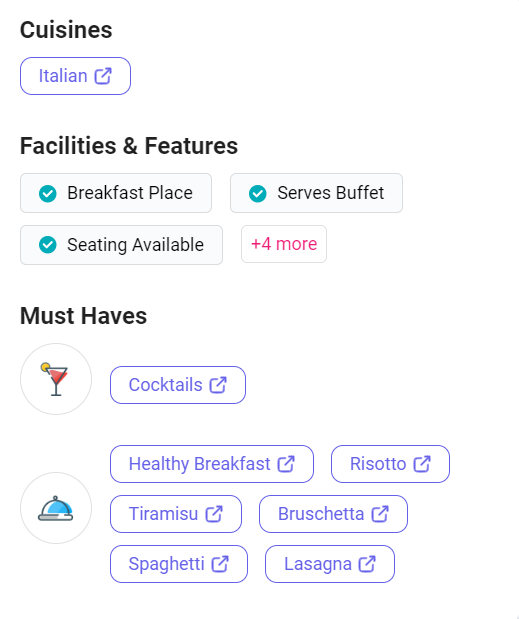 Cuisines
Italian
Facilities & Features
Breakfast Place Serves Buffet
Seating Available +4 more
Must Haves
Cocktails
Healthy Breakfast Risotto
Tiramisu Bruschetta
Spaghetti Lasagna